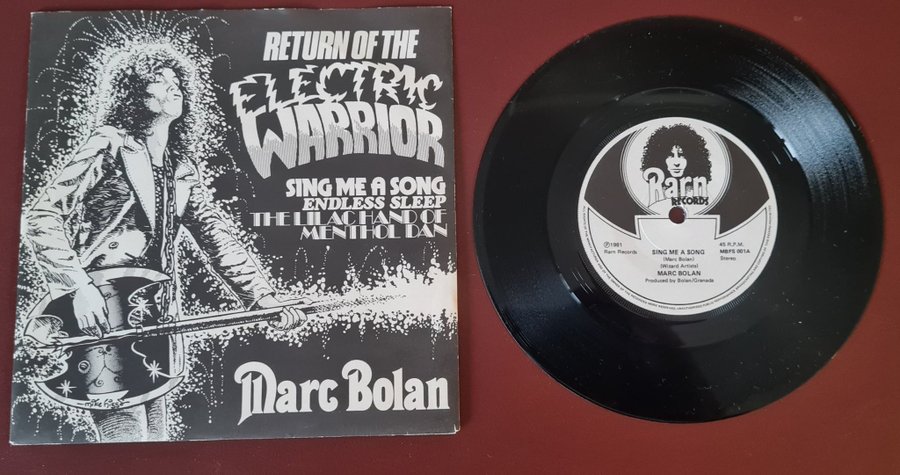 RETURN OF THE
ELECTRIC
WARRIOR
SING ME A SONG
ENDLESS SLEEP
THE LILAC HAND OF
MENTHOL DAN
Marc Bolan
Rarn
RECORDS
℗1981
Rarn Records
45 R.P.M.
MBFS 001A
Stereo
SING ME A SONG
(Marc Bolan)
(Wizard Artists)
MARC BOLAN
Produced by Bolan/Granada